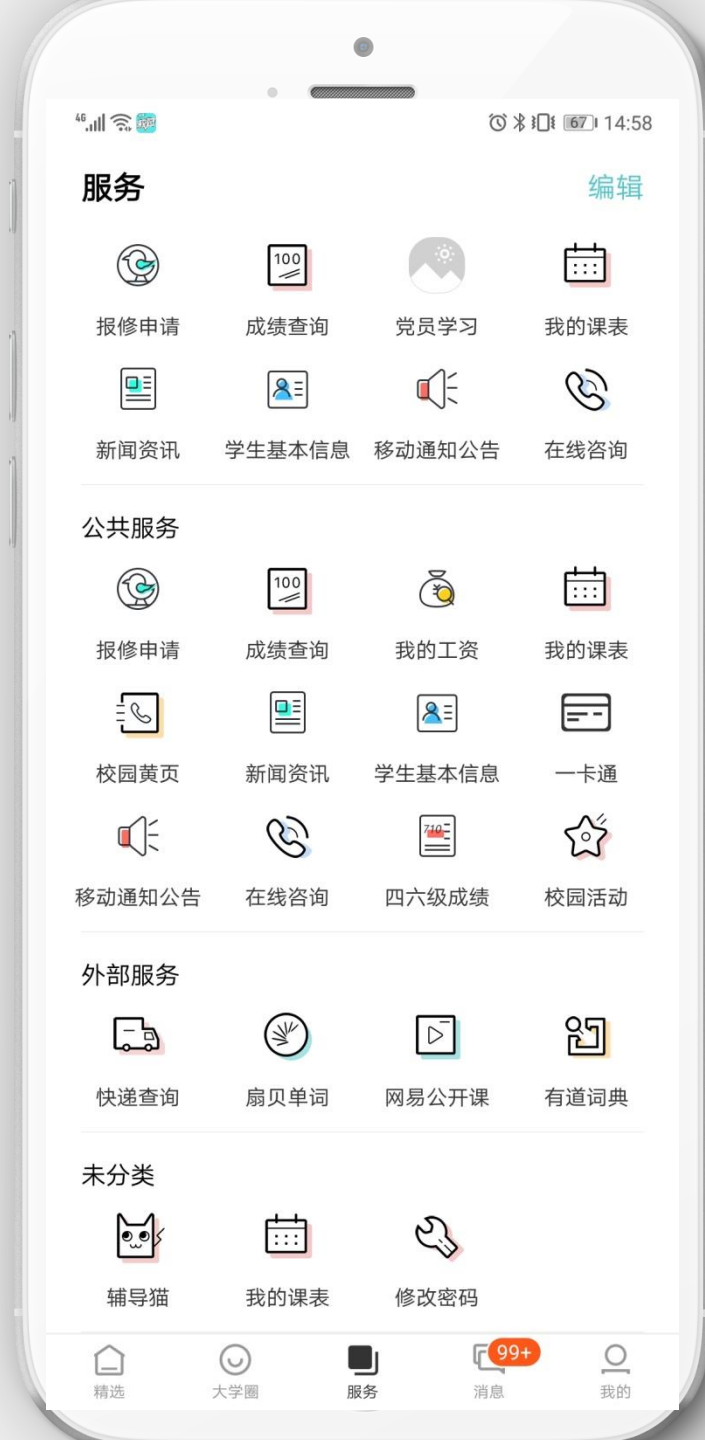 46
67 14:58
服务 编辑
100
报修申请 成绩查询 党员学习 我的课表
新闻资讯 学生基本信息 移动通知公告 在线咨询
公共服务
100
报修申请 成绩查询 我的工资 我的课表
校园黄页 新闻资讯 学生基本信息 一卡通
710
移动通知公告 在线咨询 四六级成绩 校园活动
外部服务
快递查询 扇贝单词 网易公开课 有道词典
未分类
辅导猫 我的课表 修改密码
99+
精选 大学圈 服务 消息 我的